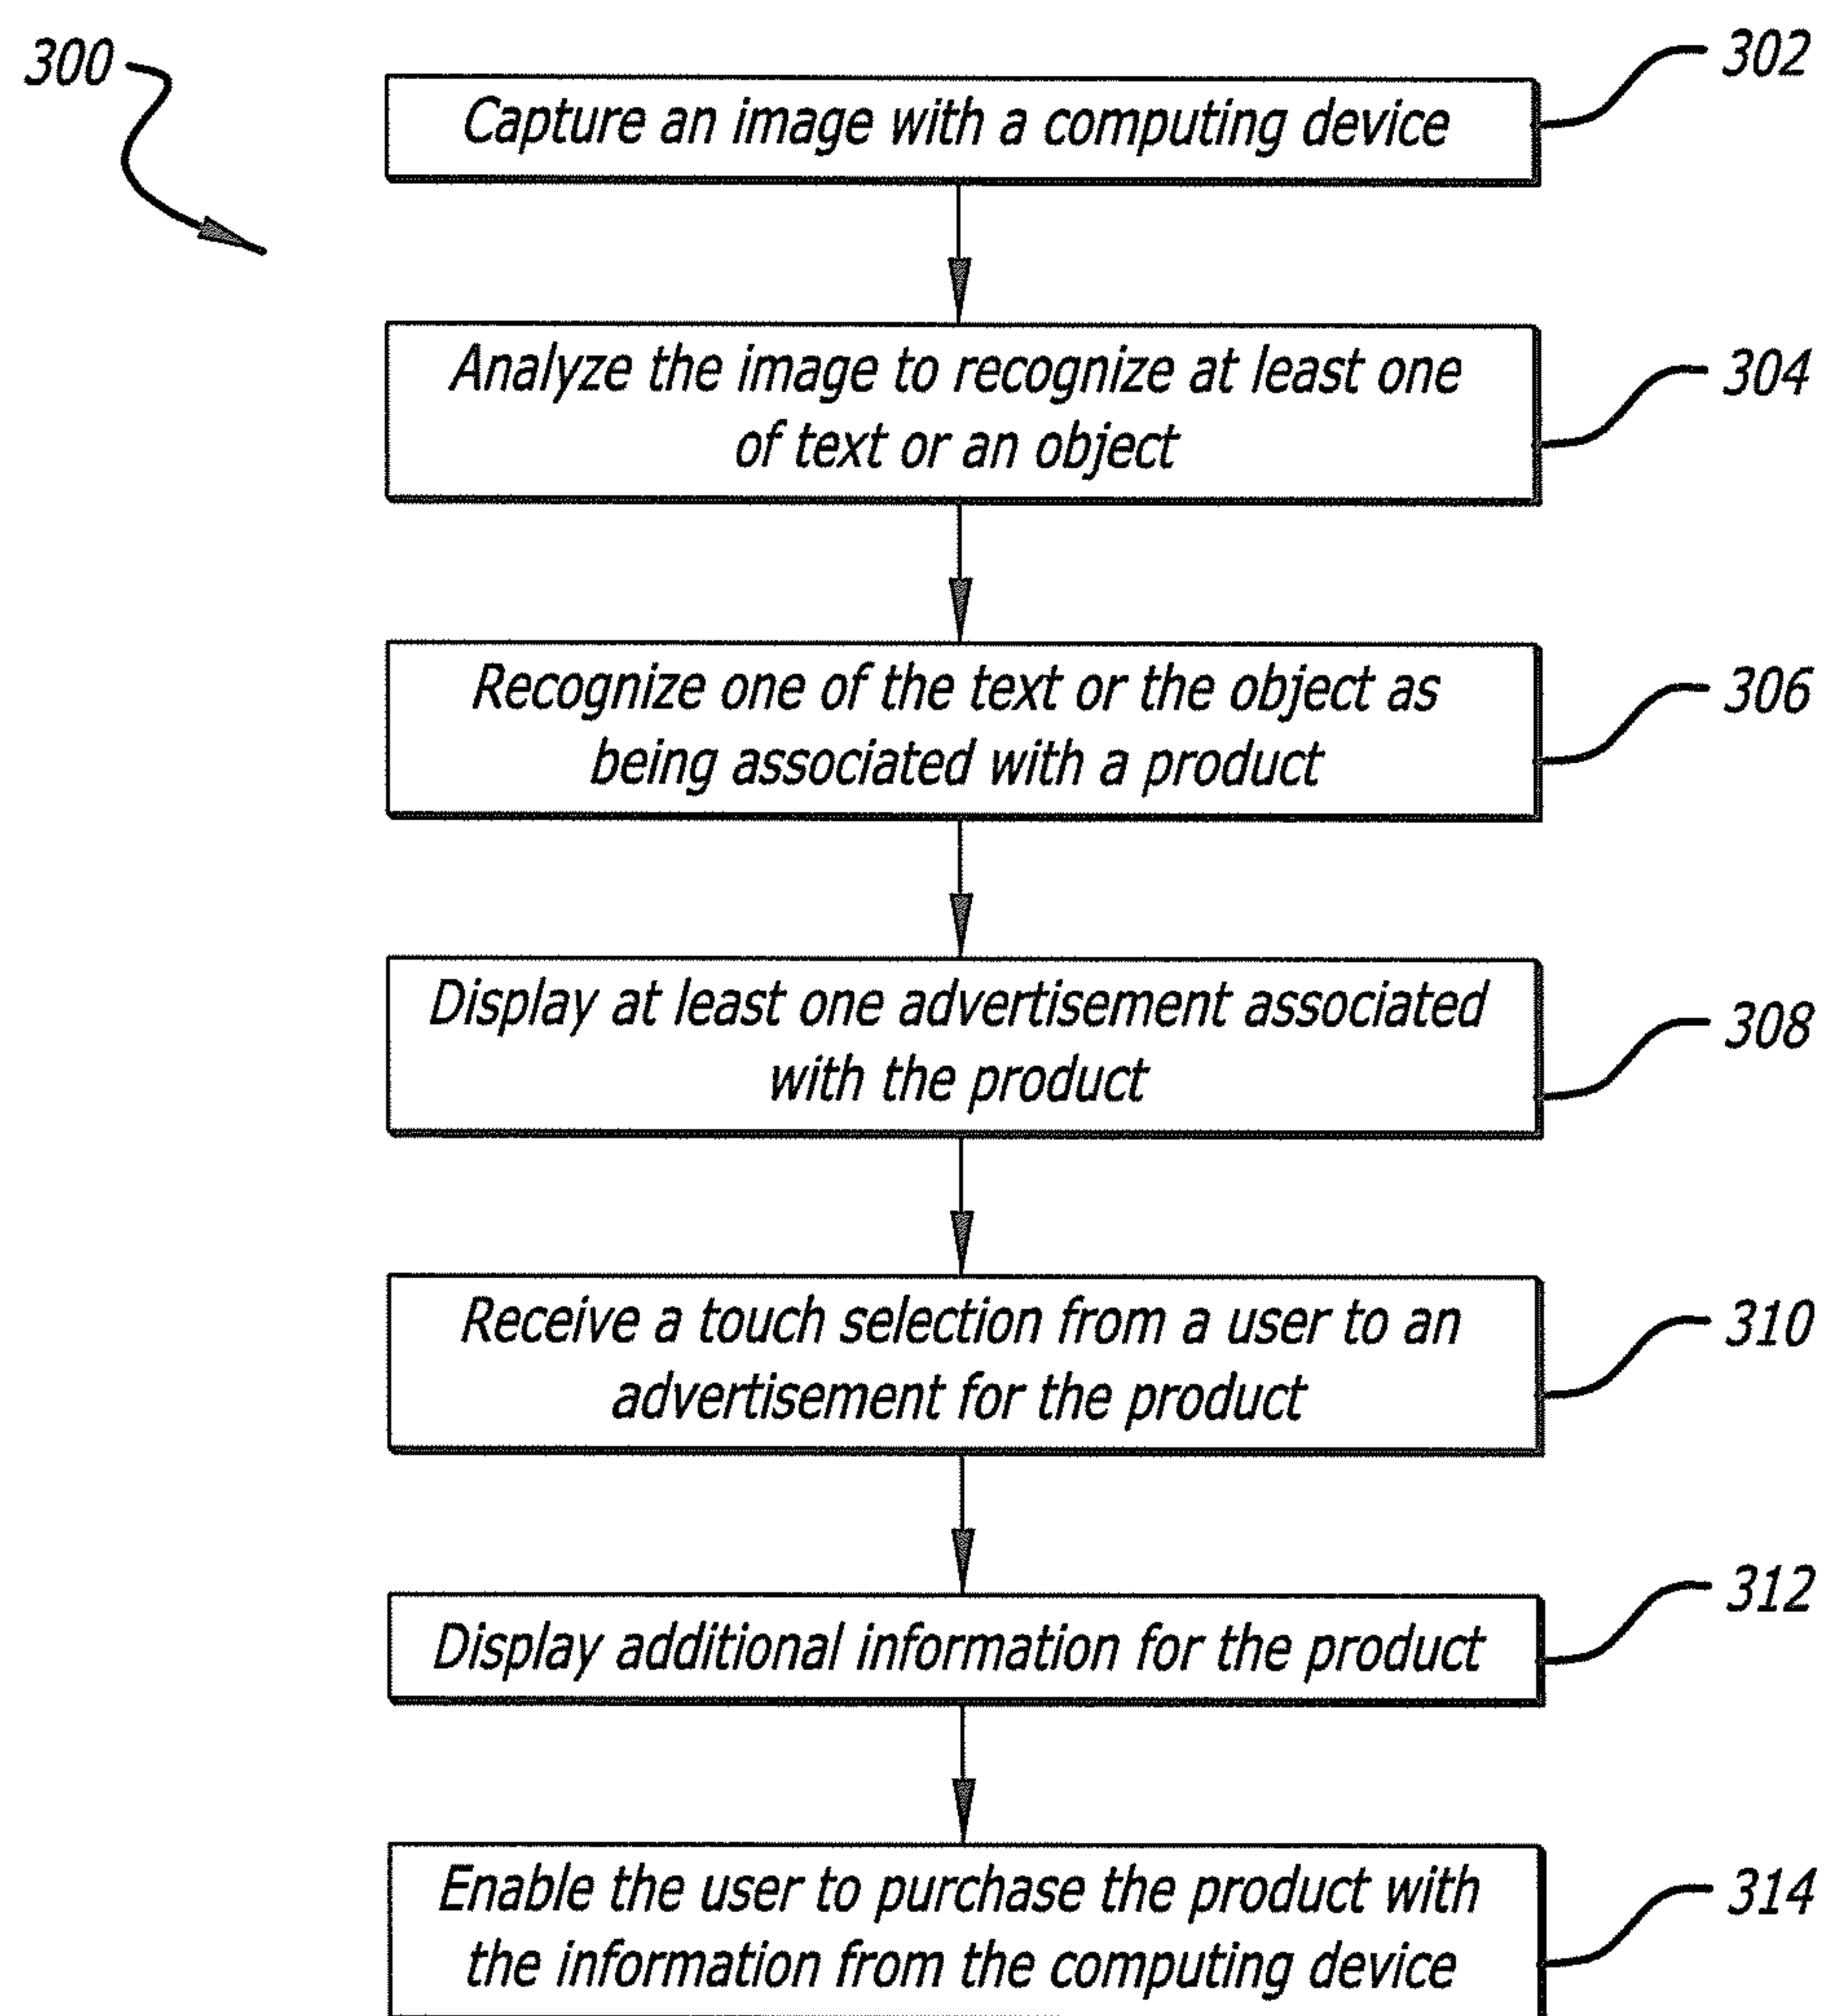 300
302
Capture an image with a computing device
304
Analyze the image to recognize at least one
of text or an object
306
Recognize one of the text or the object as
being associated with a product
308
Display at least one advertisement associated
with the product
310
Receive a touch selection from a user to an
advertisement for the product
312
Display additional information for the product
314
Enable the user to purchase the product with
the information from the computing device